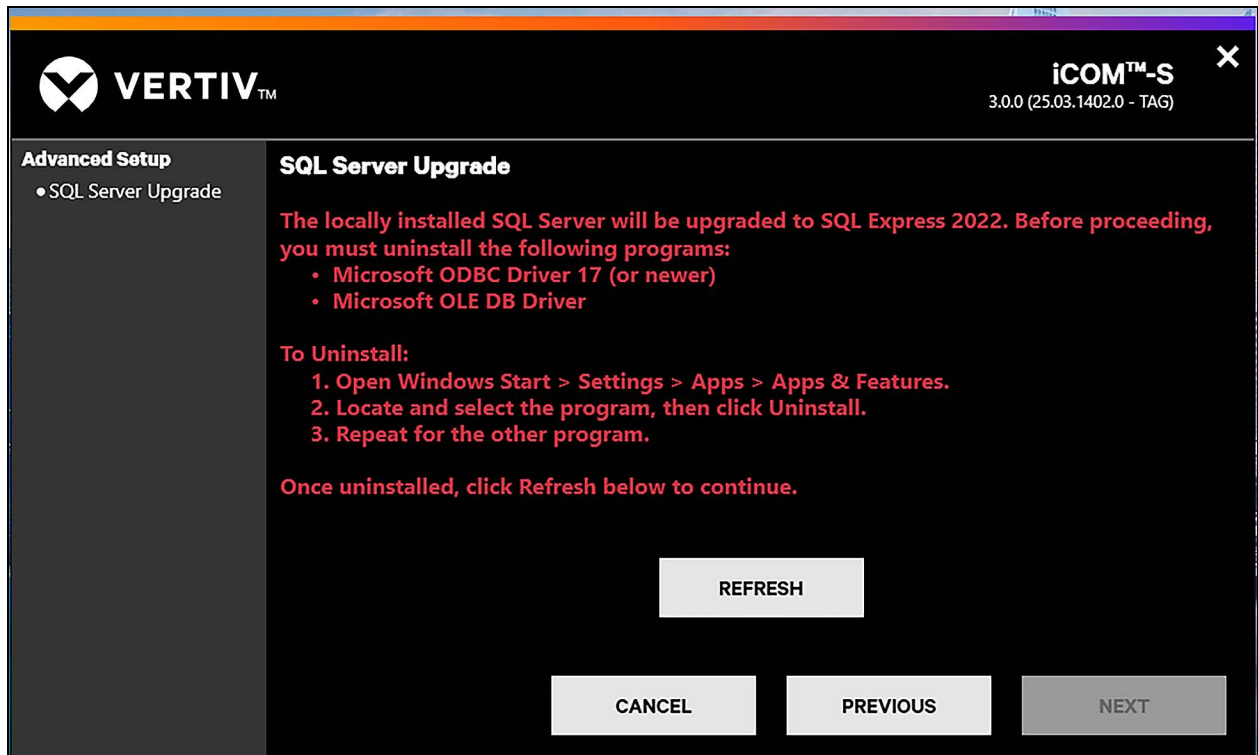 VERTIV™
iCOM™-S
3.0.0 (25.03.1402.0 - TAG)
Advanced Setup
• SQL Server Upgrade
SQL Server Upgrade
The locally installed SQL Server will be upgraded to SQL Express 2022. Before proceeding,
you must uninstall the following programs:
• Microsoft ODBC Driver 17 (or newer)
• Microsoft OLE DB Driver
To Uninstall:
1. Open Windows Start > Settings > Apps > Apps & Features.
2. Locate and select the program, then click Uninstall.
3. Repeat for the other program.
Once uninstalled, click Refresh below to continue.
REFRESH
CANCEL
PREVIOUS
NEXT